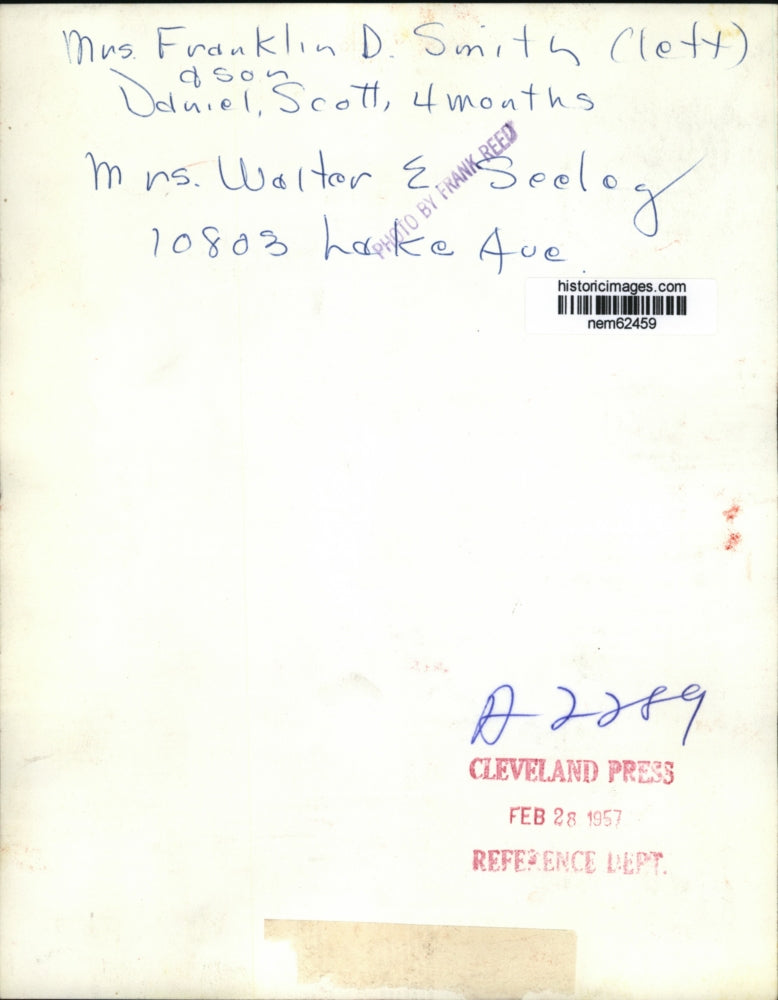 Mrs. Franklin D. Smith (left)
& son
Daniel, Scott, 4 months
Mrs. Walter E. Seelog
10803 Lake Ave
PHOTO BY FRANK REED
historicimages.com
nem62459
A-2289
CLEVELAND PRESS
FEB 28 1957
REFERENCE DEPT.